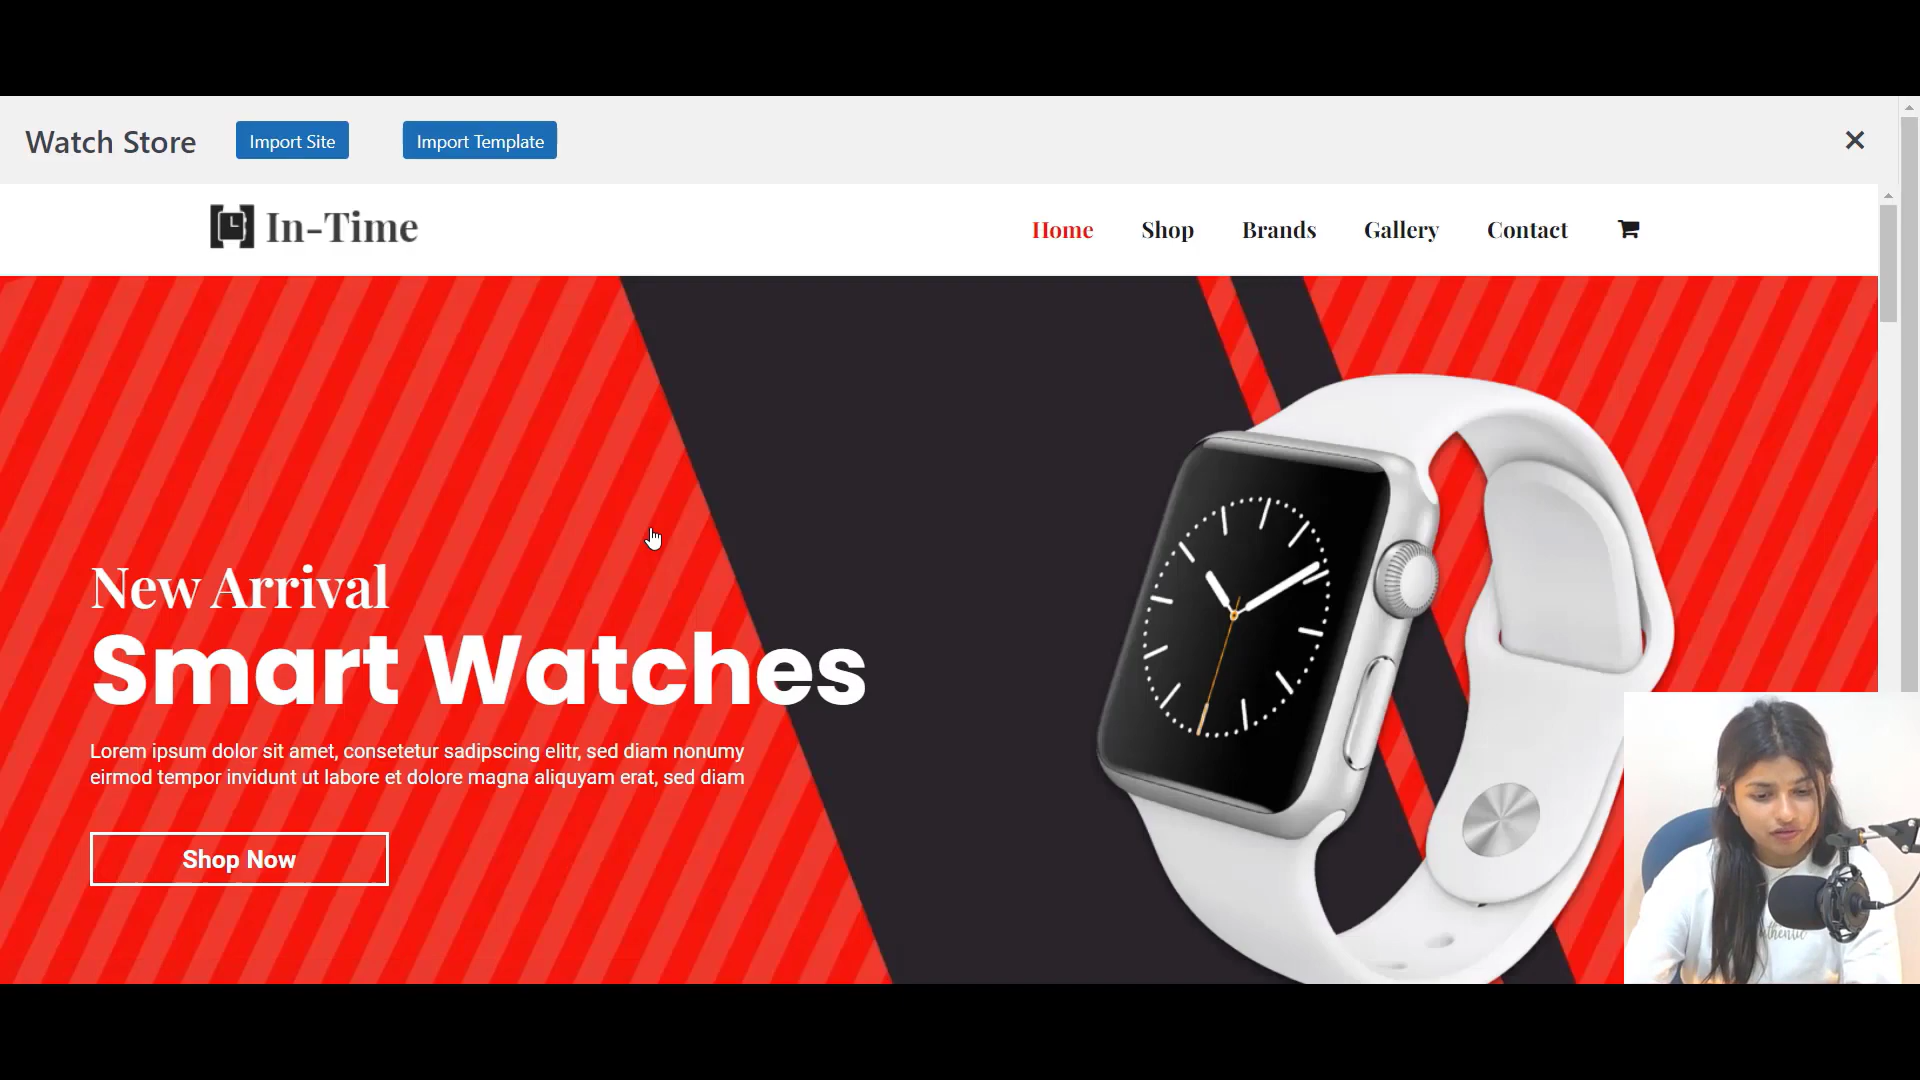 Watch Store
Import Site
Import Template
In-Time
Home
Shop
Brands
Gallery
Contact
New Arrival
Smart Watches
Lorem ipsum dolor sit amet, consetetur sadipscing elitr, sed diam nonumy
eirmod tempor invidunt ut labore et dolore magna aliquyam erat, sed diam
Shop Now